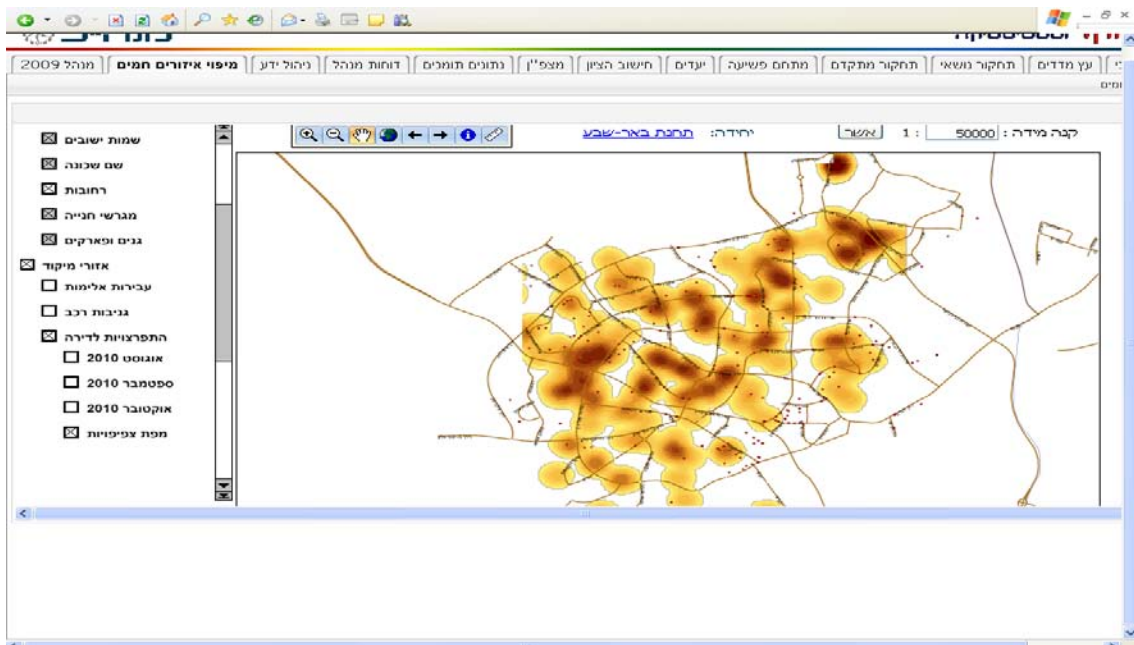 עץ מדדים
תחקור נושאי
תחקור מתקדם
מתחם פשיעה
יעדים
חישוב הציון
מצפ"ן
נתונים תומכים
דוחות מנהל
ניהול ידע
מיפוי איזורים חמים
מנהל 2009
קנה מידה : 50000 : 1 אשר
יחידה: תחנת באר-שבע
שמות ישובים
שם שכונה
רחובות
מגרשי חנייה
גנים ופארקים
אזורי מיקוד
עבירות אלימות
גניבות רכב
התפרצויות לדירה
אוגוסט 2010
ספטמבר 2010
אוקטובר 2010
מפת צפיפויות